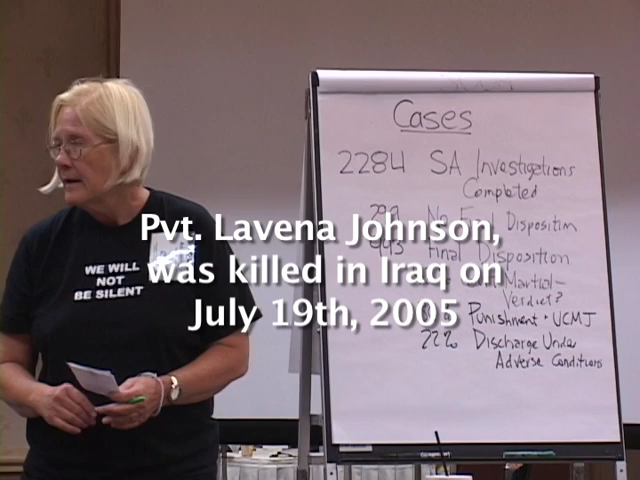 Cases
2284 SA Investigations
Completed
No Final Disposition
Final Disposition
Martial-
Verdict?
Punishment · UCMJ
22% Discharge Under
Adverse Conditions
WE WILL
NOT
BE SILENT
Pvt. Lavena Johnson,
was killed in Iraq on
July 19th, 2005